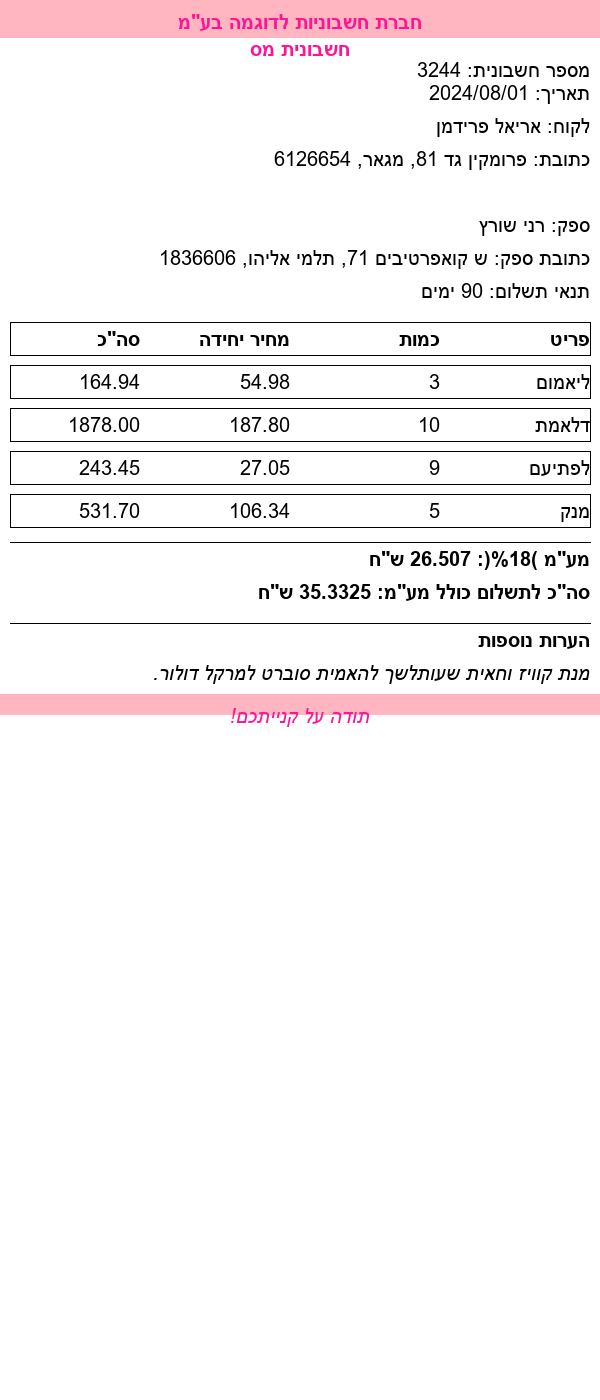 חברת חשבוניות לדוגמה בע"מ
חשבונית מס
מספר חשבונית: 3244
תאריך: 2024/08/01
לקוח: אריאל פרידמן
כתובת: פרומקין גד 81, מגאר, 6126654
ספק: רני שורץ
כתובת ספק: ש קואפרטיבים 71, תלמי אליהו, 1836606
תנאי תשלום: 90 ימים
פריט כמות מחיר יחידה סה"כ
ליאמום 3 54.98 164.94
דלאמת 10 187.80 1878.00
לפתיעם 9 27.05 243.45
מנק 5 106.34 531.70
מע"מ )18%(: 26.507 ש"ח
סה"כ לתשלום כולל מע"מ: 35.3325 ש"ח
הערות נוספות
מנת קוויז וחאית שעותלשך להאמית סוברט למרקל דולור.
תודה על קנייתכם!